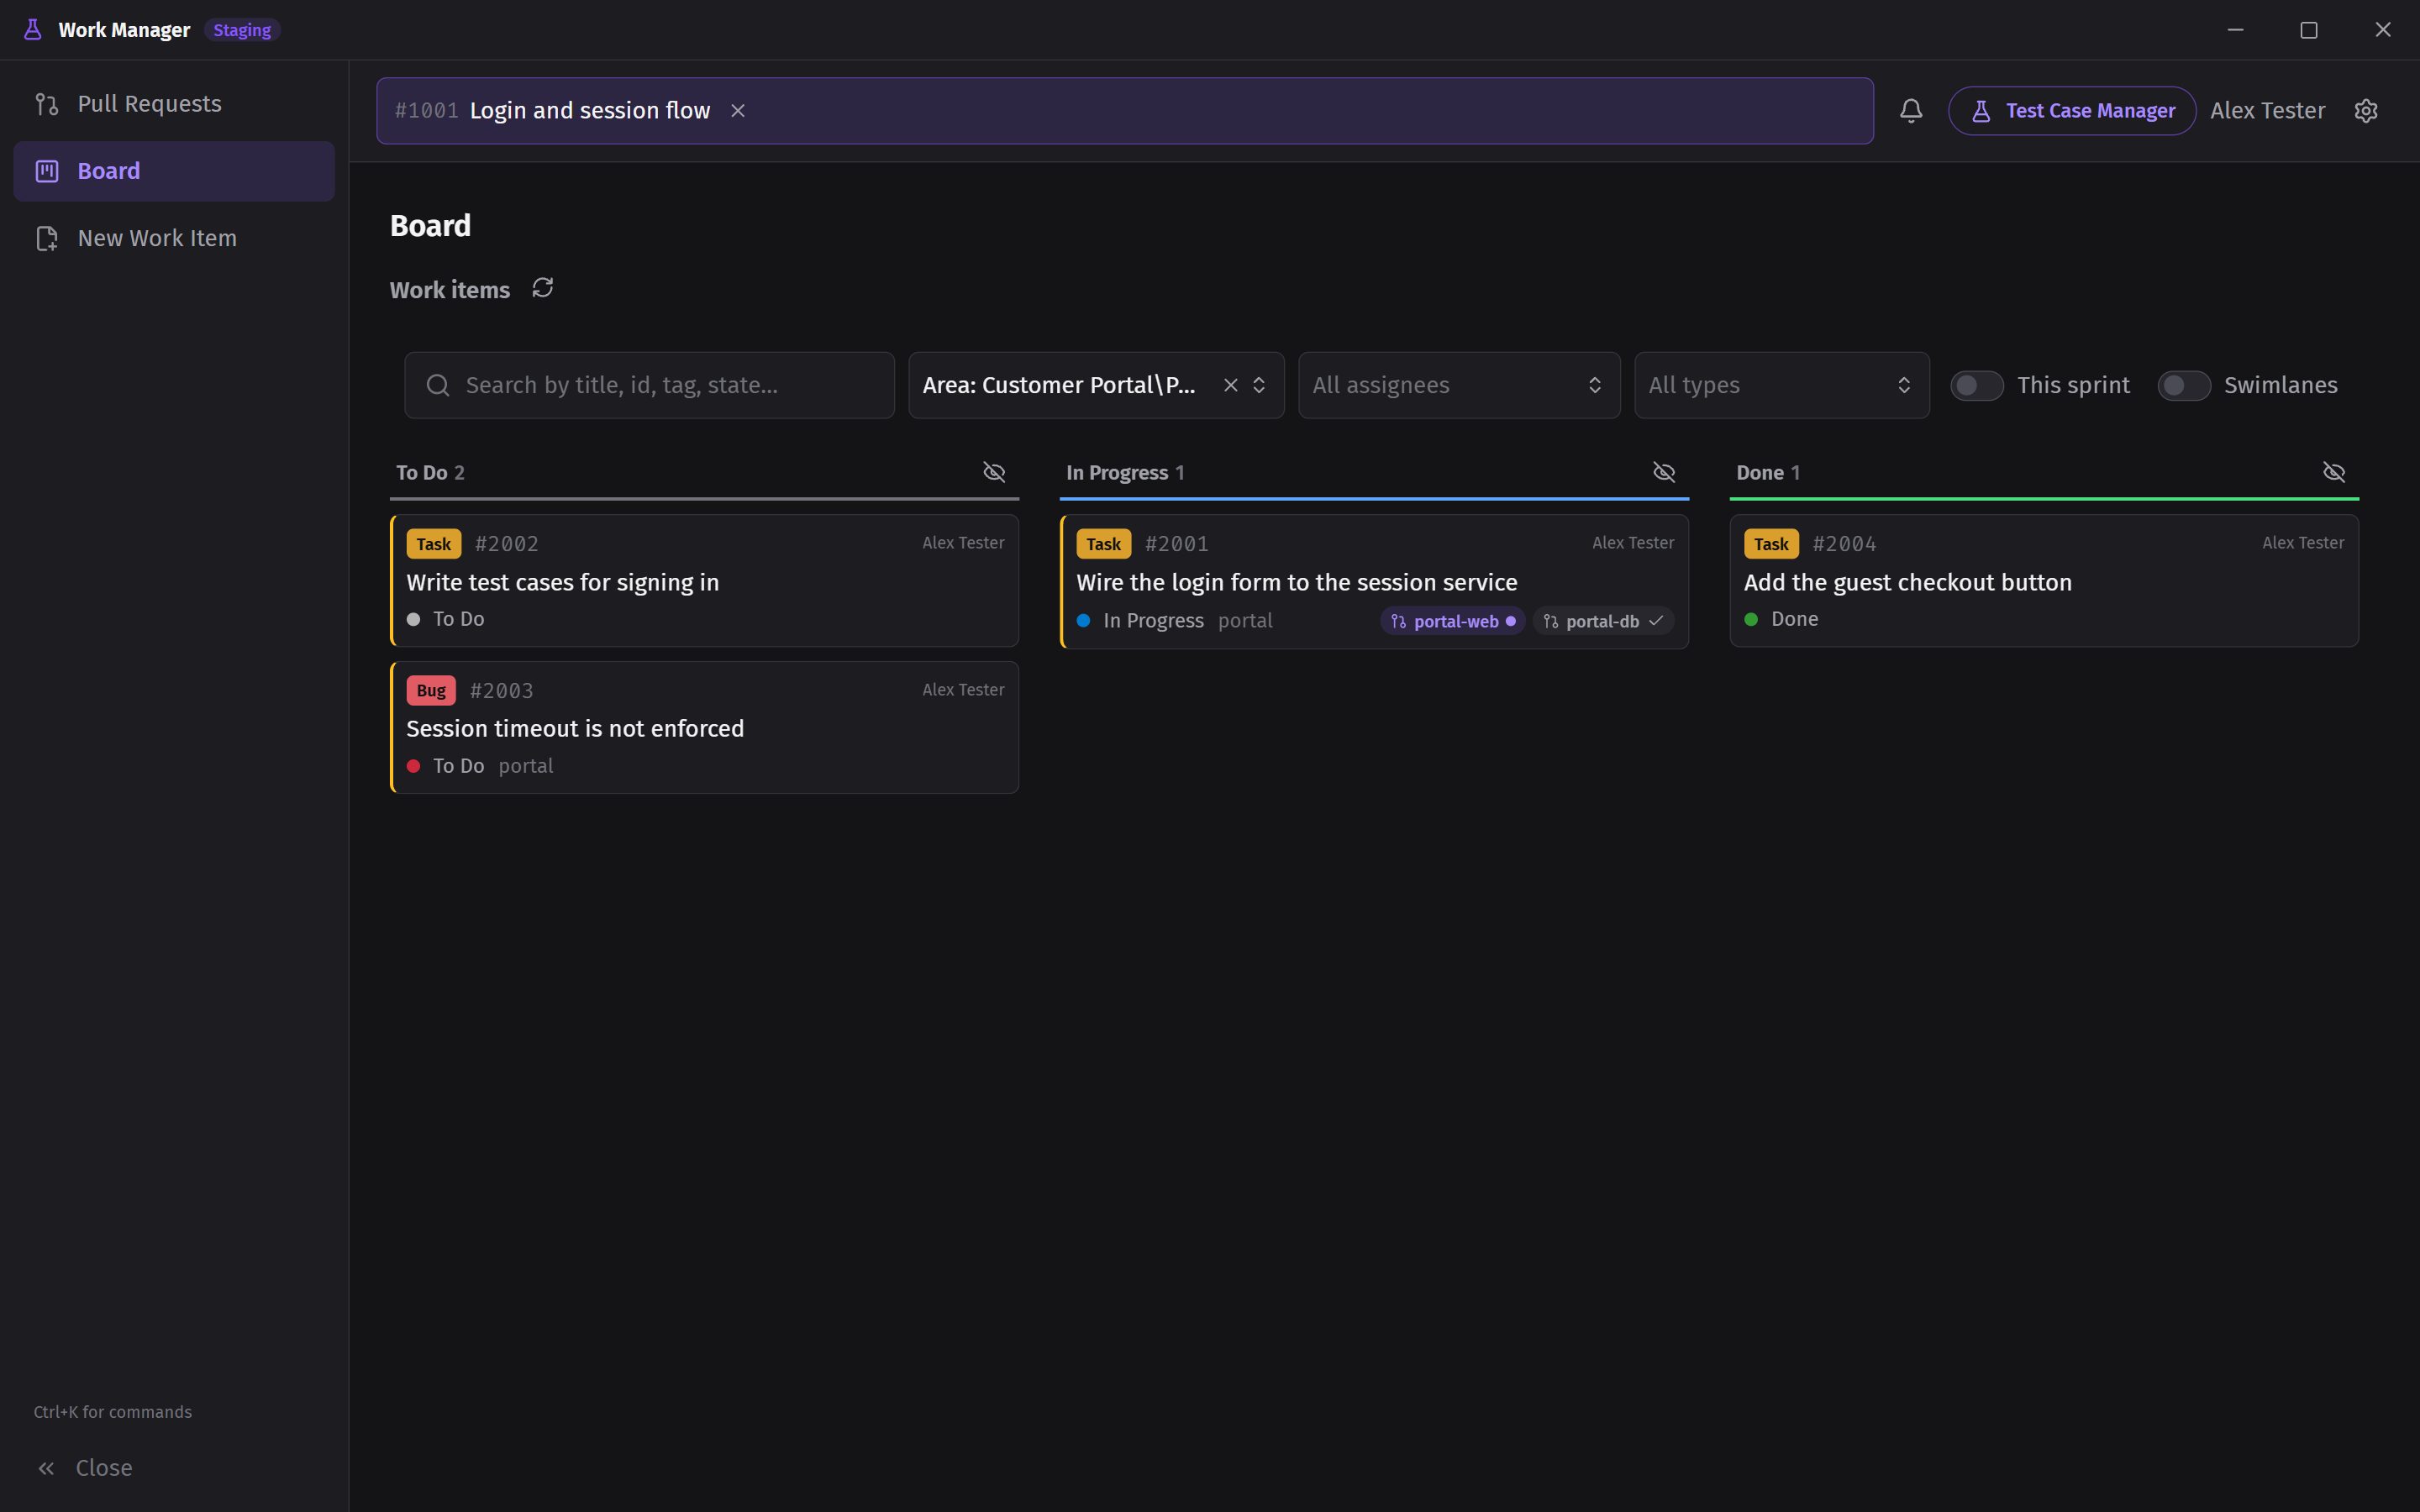 Work Manager Staging
Pull Requests
Board
New Work Item
#1001 Login and session flow
Test Case Manager
Alex Tester
Board
Work items
Search by title, id, tag, state...
Area: Customer Portal\P...
All assignees
All types
This sprint
Swimlanes
To Do 2
Task #2002 Alex Tester
Write test cases for signing in
To Do
Bug #2003 Alex Tester
Session timeout is not enforced
To Do portal
In Progress 1
Task #2001 Alex Tester
Wire the login form to the session service
In Progress portal portal-web portal-db
Done 1
Task #2004 Alex Tester
Add the guest checkout button
Done
Ctrl+K for commands
Close